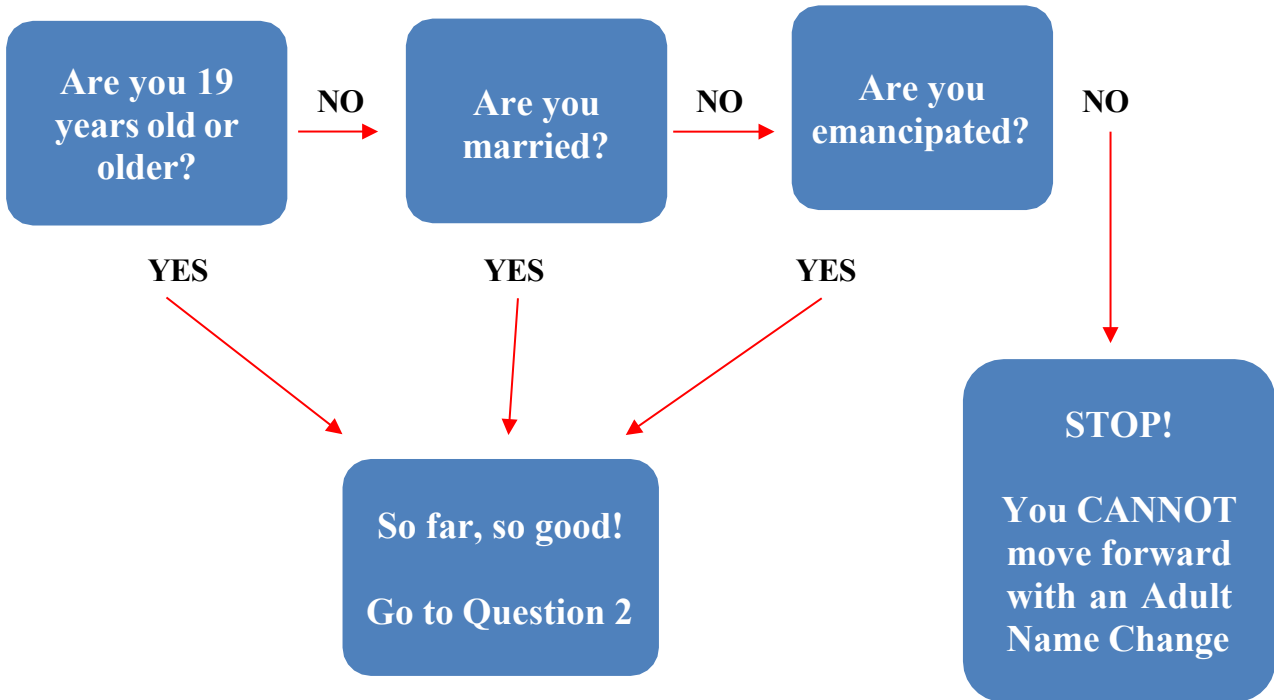 Are you 19
years old or
older?
NO
Are you
married?
NO
Are you
emancipated?
NO
YES
YES
YES
So far, so good!
Go to Question 2
STOP!
You CANNOT
move forward
with an Adult
Name Change